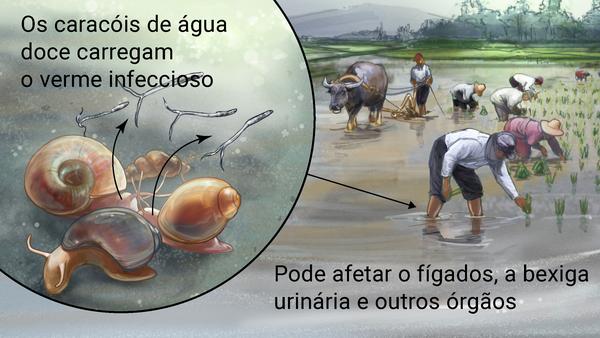 Os caracóis de água
doce carregam
o verme infeccioso
Pode afetar o fígados, a bexiga
urinária e outros órgãos